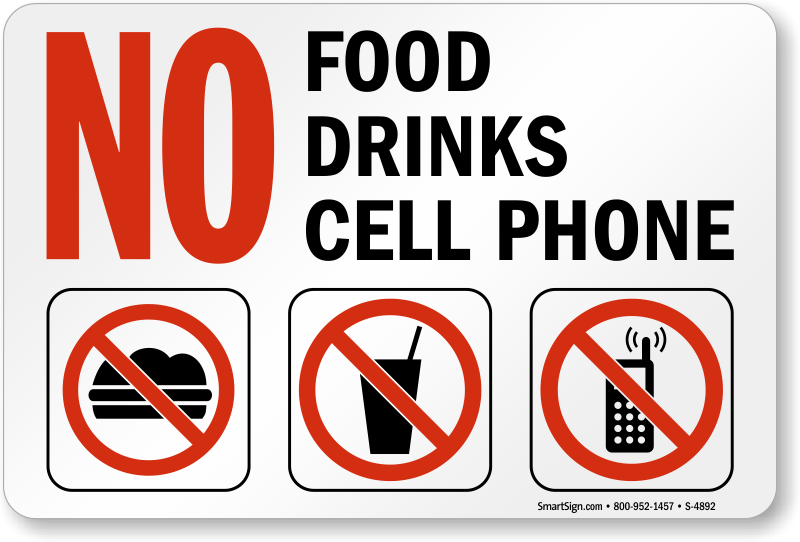 NO
FOOD
DRINKS
CELL PHONE
SmartSign.com • 800-952-1457 • S-4892